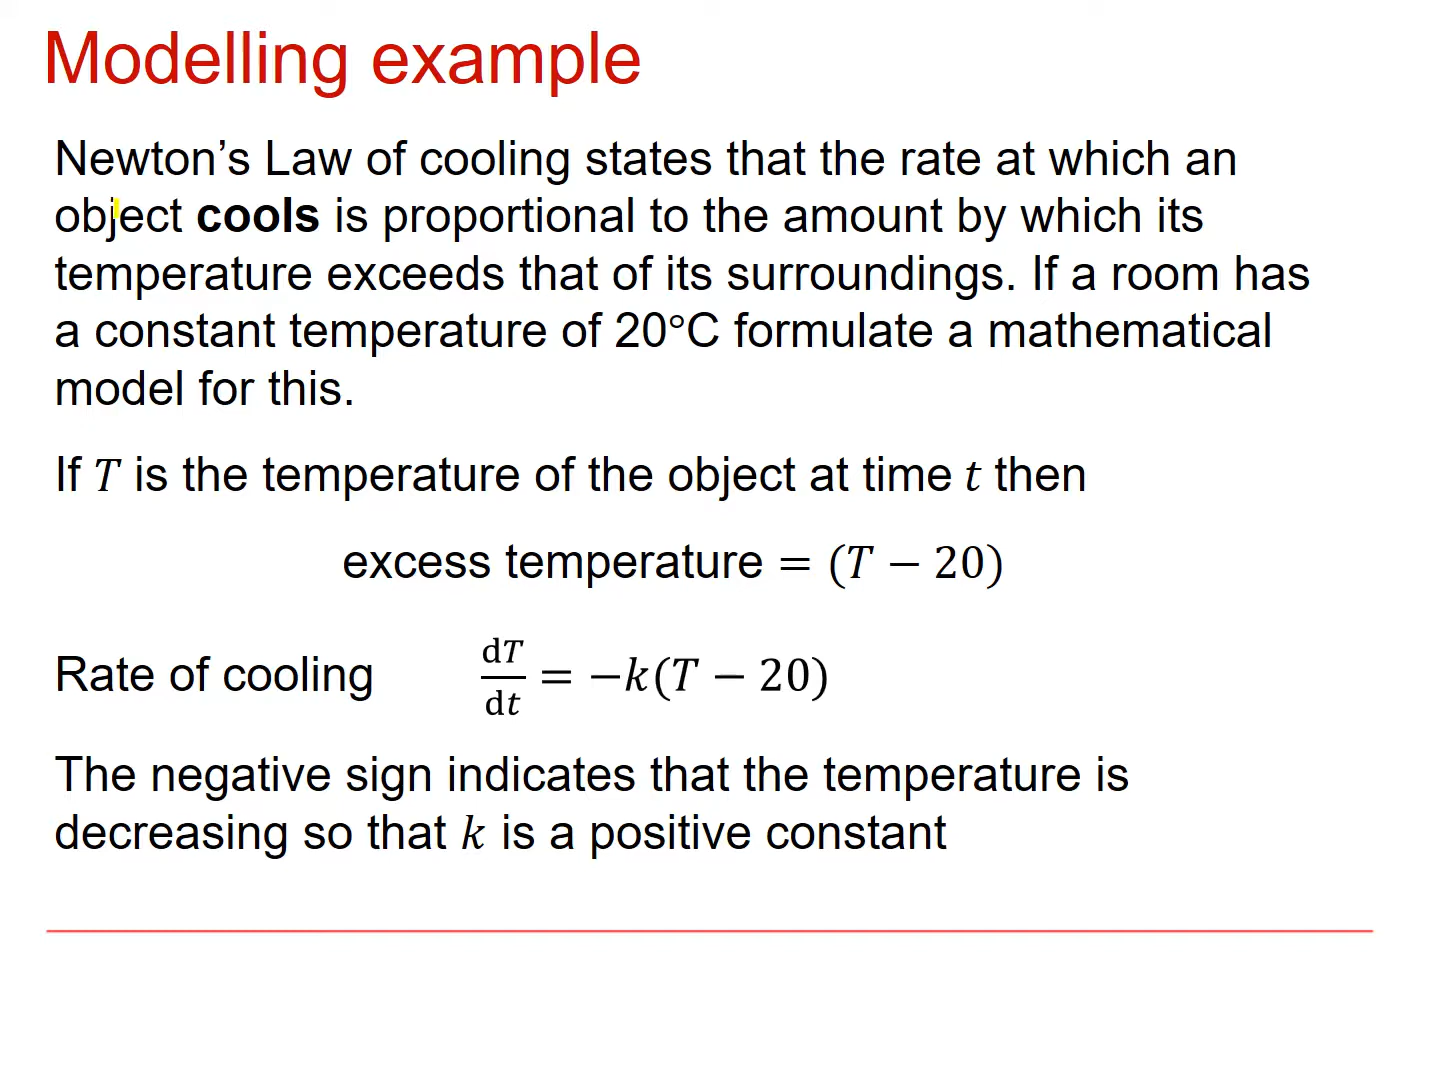 Modelling example
Newton’s Law of cooling states that the rate at which an
object cools is proportional to the amount by which its
temperature exceeds that of its surroundings. If a room has
a constant temperature of 20°C formulate a mathematical
model for this.
If T is the temperature of the object at time t then
excess temperature = (T − 20)
Rate of cooling dT/dt = −k(T − 20)
The negative sign indicates that the temperature is
decreasing so that k is a positive constant